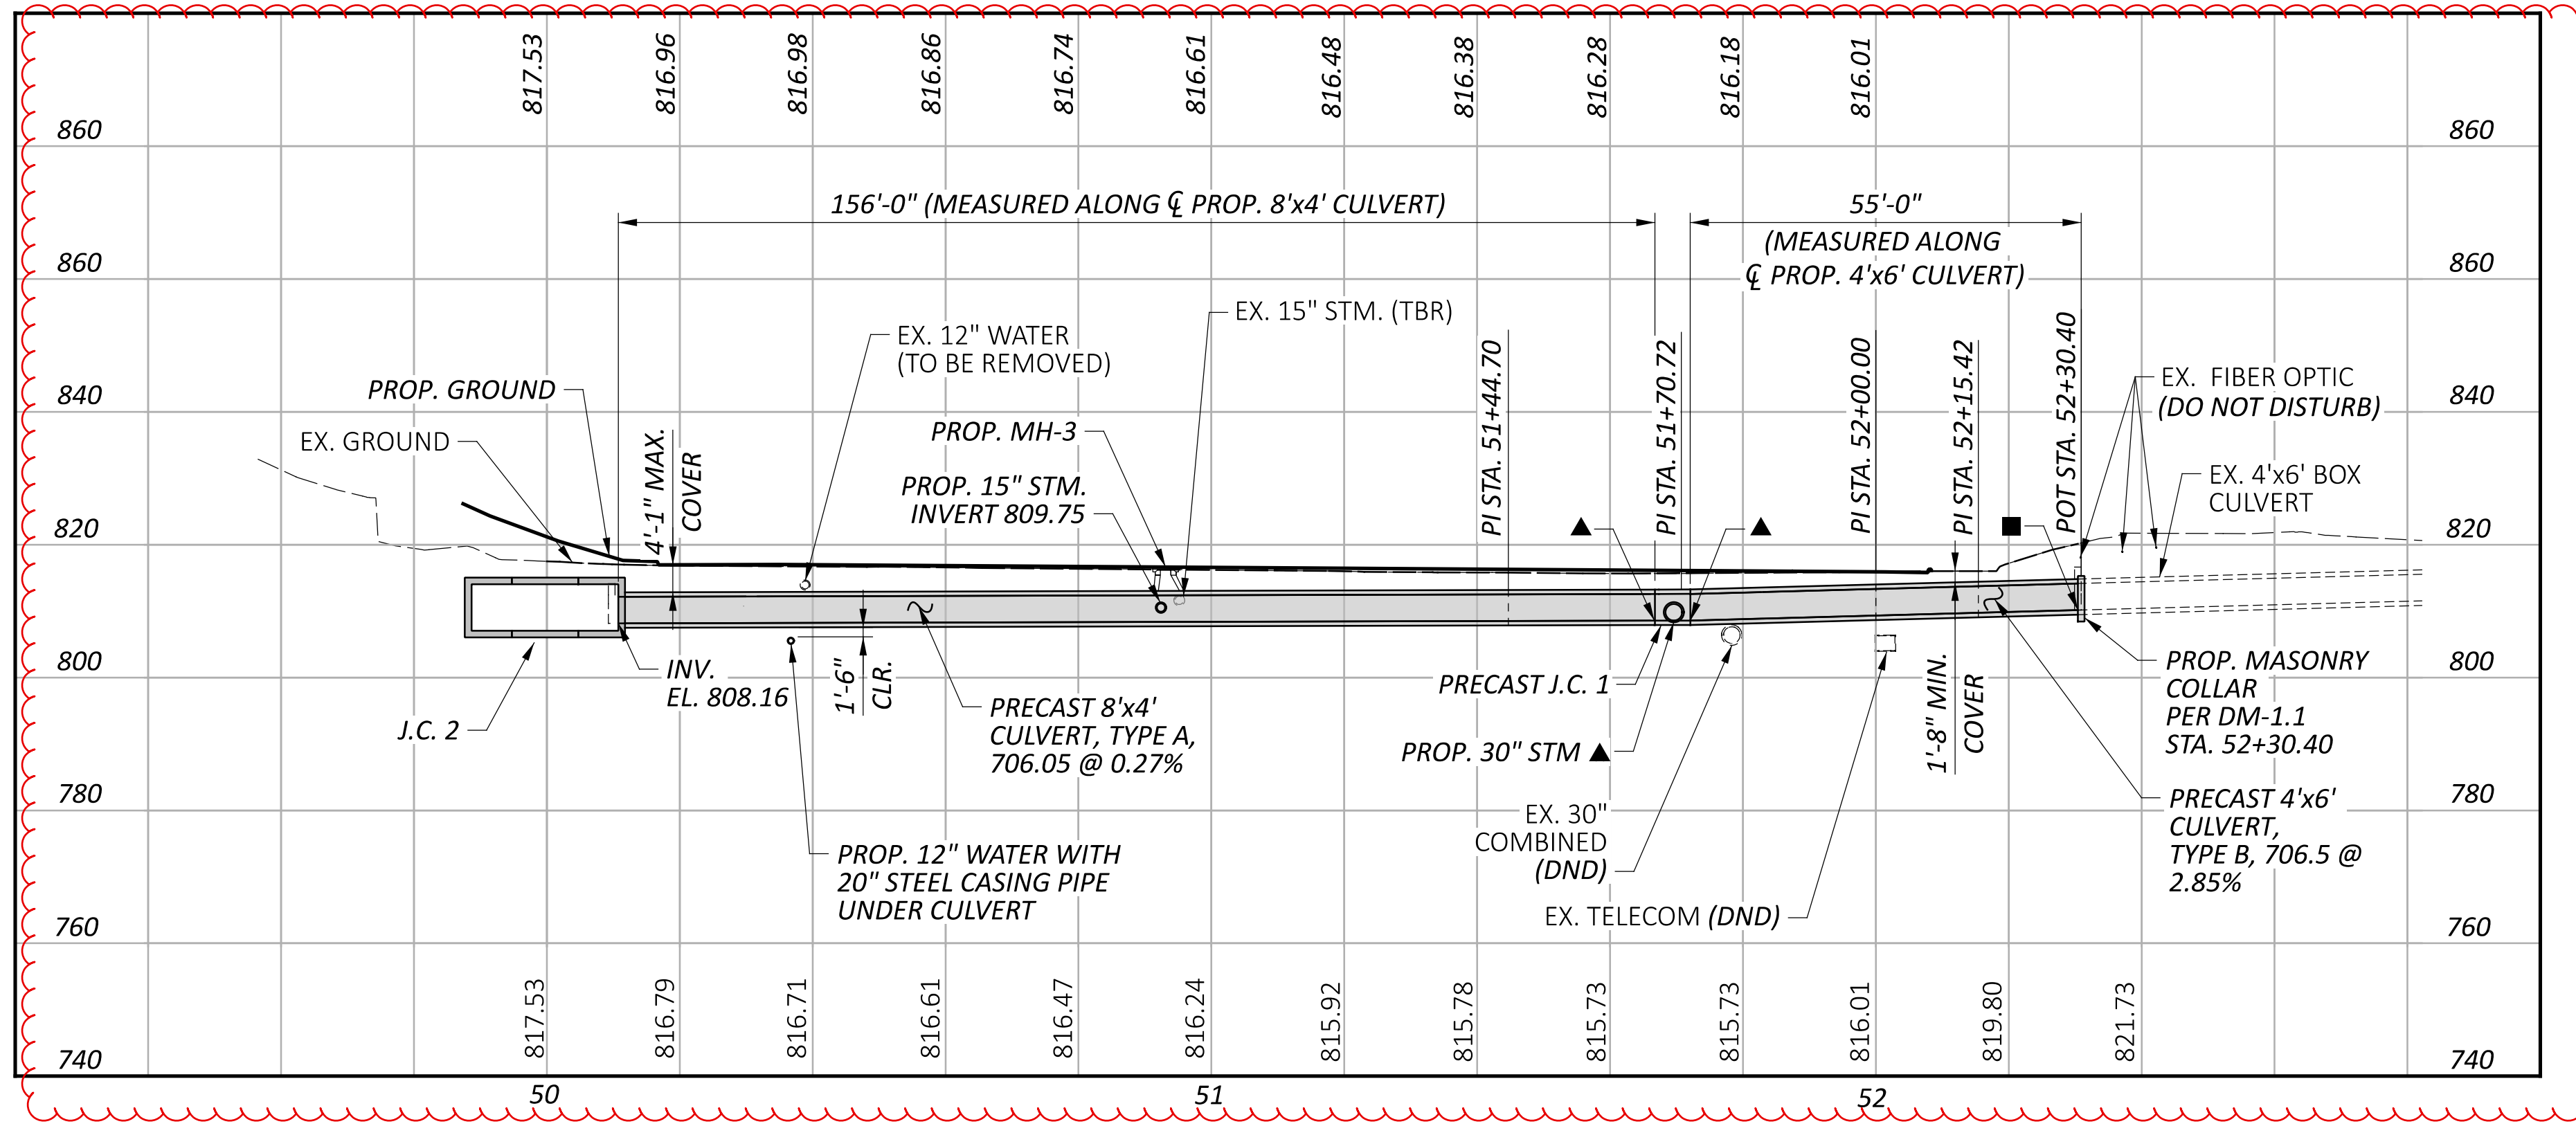 817.53
816.96
816.98
816.86
816.74
816.61
816.48
816.38
816.28
816.18
816.01
860 860
156'-0" (MEASURED ALONG ℄ PROP. 8'x4' CULVERT)
55'-0"
(MEASURED ALONG
℄ PROP. 4'x6' CULVERT)
860 860
EX. 15" STM. (TBR)
EX. 12" WATER
(TO BE REMOVED)
PROP. GROUND
EX. GROUND
840 840
4'-1" MAX.
COVER
PROP. MH-3
PROP. 15" STM.
INVERT 809.75
PI STA. 51+44.70
PI STA. 51+70.72
PI STA. 52+00.00
PI STA. 52+15.42
POT STA. 52+30.40
EX. FIBER OPTIC
(DO NOT DISTURB)
EX. 4'x6' BOX
CULVERT
820 820
800 800
INV.
EL. 808.16
J.C. 2
1'-6"
CLR.
PRECAST 8'x4'
CULVERT, TYPE A,
706.05 @ 0.27%
PRECAST J.C. 1
PROP. 30" STM ▲
1'-8" MIN.
COVER
PROP. MASONRY
COLLAR
PER DM-1.1
STA. 52+30.40
780 780
PRECAST 4'x6'
CULVERT,
TYPE B, 706.5 @
2.85%
EX. 30"
COMBINED
(DND)
PROP. 12" WATER WITH
20" STEEL CASING PIPE
UNDER CULVERT
EX. TELECOM (DND)
760 760
817.53
816.79
816.71
816.61
816.47
816.24
815.92
815.78
815.73
815.73
816.01
819.80
821.73
740 740
50 51 52